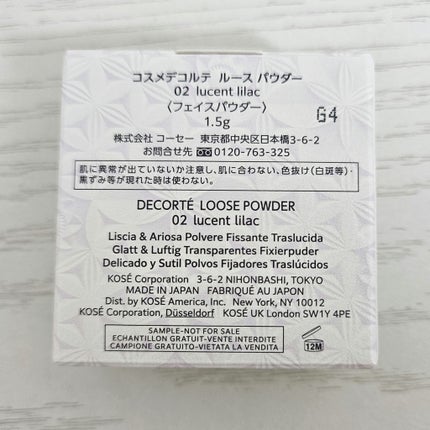 コスメデコルテ ルース パウダー
02 lucent lilac
〈フェイスパウダー〉
1.5g
G4
株式会社 コーセー 東京都中央区日本橋3-6-2
お問合せ先 0120-763-325
肌に異常が出ていないか注意し、肌に合わない、色抜け(白斑等)・
黒ずみ等が現れた時は使わない。
DECORTÉ LOOSE POWDER
02 lucent lilac
Liscia & Ariosa Polvere Fissante Traslucida
Glatt & Luftig Transparentes Fixierpuder
Delicado y Sutil Polvos Fijadores Traslúcidos
KOSÉ Corporation 3-6-2 NIHONBASHI, TOKYO
MADE IN JAPAN FABRIQUÉ AU JAPON
Dist. by KOSÉ America, Inc. New York, NY 10012
KOSÉ Corporation, Düsseldorf KOSÉ UK London SW1Y 4PE
SAMPLE-NOT FOR SALE
ECHANTILLON GRATUIT-VENTE INTERDITE
CAMPIONE GRATUITO-VIETATA LA VENDITA
12M